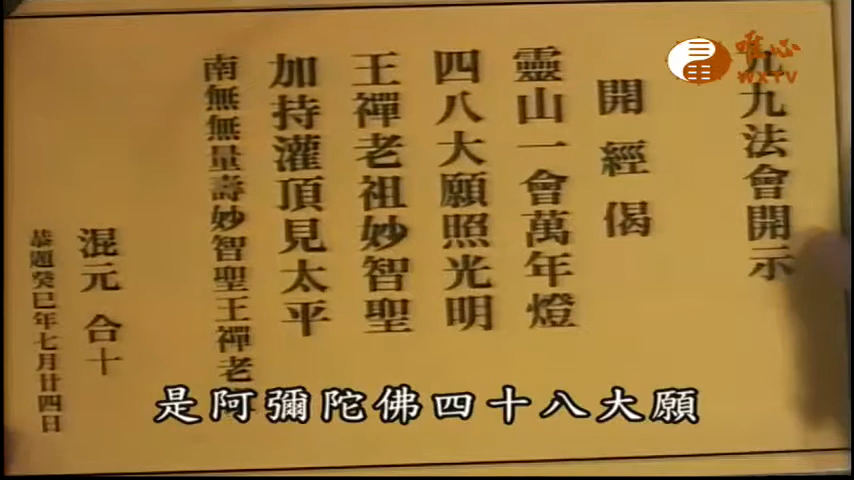 九九法會開示
開經偈
靈山一會萬年燈
四八大願照光明
王禪老祖妙智聖
加持灌頂見太平
南無無量壽妙智聖王禪老
混元 合十
恭題癸巳年七月廿四日
唯心
WXTV
是阿彌陀佛四十八大願